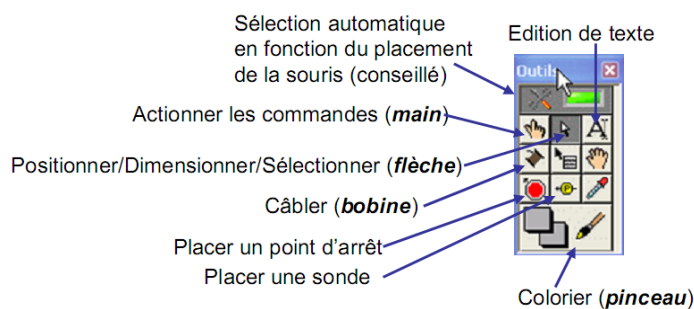 Sélection automatique
en fonction du placement
de la souris (conseillé)
Edition de texte
Outils
Actionner les commandes (main)
Positionner/Dimensionner/Sélectionner (flèche)
Câbler (bobine)
Placer un point d'arrêt
Placer une sonde
Colorier (pinceau)
A
P